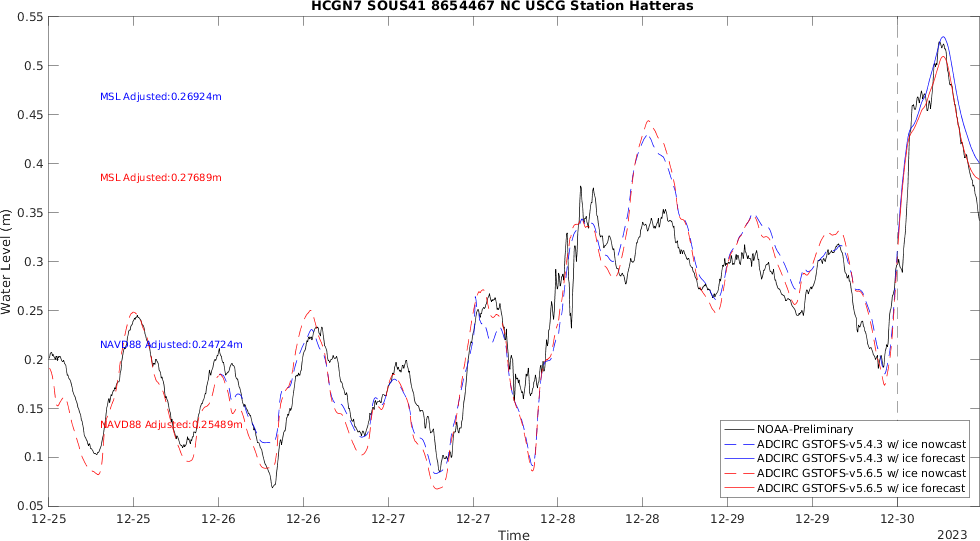 HCGN7 SOUS41 8654467 NC USCG Station Hatteras
0.55
0.5
0.45
0.4
0.35
0.3
0.25
0.2
0.15
0.1
0.05
Water Level (m)
MSL Adjusted:0.26924m
MSL Adjusted:0.27689m
NAVD88 Adjusted:0.24724m
NAVD88 Adjusted:0.25489m
NOAA-Preliminary
ADCIRC GSTOFS-v5.4.3 w/ ice nowcast
ADCIRC GSTOFS-v5.4.3 w/ ice forecast
ADCIRC GSTOFS-v5.6.5 w/ ice nowcast
ADCIRC GSTOFS-v5.6.5 w/ ice forecast
12-25 12-25 12-26 12-26 12-27 12-27 12-28 12-28 12-29 12-29 12-30
Time
2023